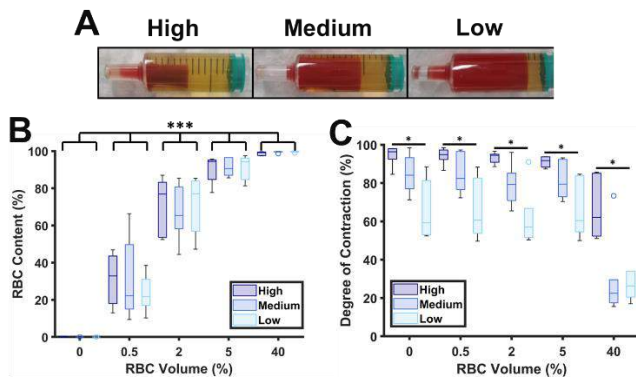 A
High Medium Low
B
***
RBC Content (%)
100
80
60
40
20
0
High
Medium
Low
0 0.5 2 5 40
RBC Volume (%)
C
* * * * *
Degree of Contraction (%)
100
80
60
40
20
0
High
Medium
Low
0 0.5 2 5 40
RBC Volume (%)